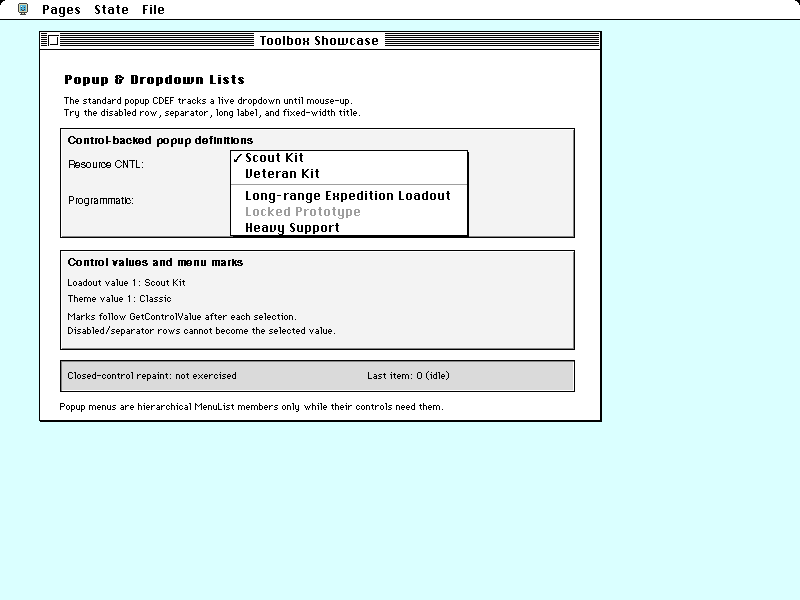 Pages State File
Toolbox Showcase
Popup & Dropdown Lists
The standard popup CDEF tracks a live dropdown until mouse-up.
Try the disabled row, separator, long label, and fixed-width title.
Control-backed popup definitions
Resource CNTL:
✓Scout Kit
Veteran Kit
Programmatic:
Long-range Expedition Loadout
Locked Prototype
Heavy Support
Control values and menu marks
Loadout value 1: Scout Kit
Theme value 1: Classic
Marks follow GetControlValue after each selection.
Disabled/separator rows cannot become the selected value.
Closed-control repaint: not exercised Last item: 0 (idle)
Popup menus are hierarchical MenuList members only while their controls need them.